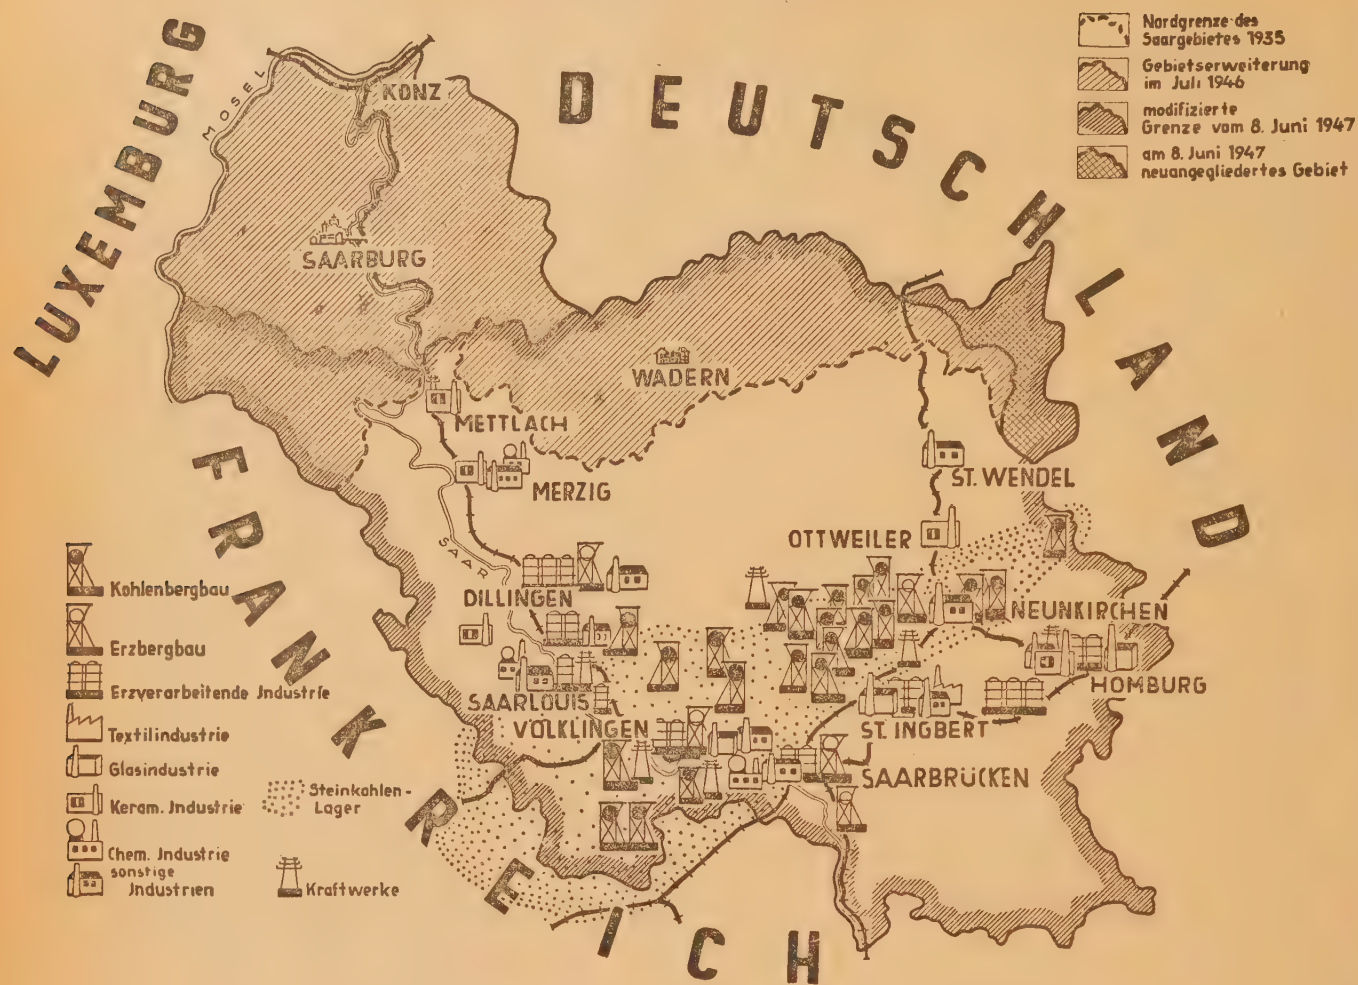 LUXEMBURG
DEUTSCHLAND
FRANKREICH
Nordgrenze des
Saargebietes 1935
Gebietserweiterung
im Juli 1946
modifizierte
Grenze vom 8. Juni 1947
am 8. Juni 1947
neuangegliedertes Gebiet
MOSEL
KONZ
SAARBURG
WADERN
METTLACH
MERZIG
ST. WENDEL
OTTWEILER
SAAR
DILLINGEN
NEUNKIRCHEN
HOMBURG
SAARLOUIS
VÖLKLINGEN
ST. INGBERT
SAARBRÜCKEN
Kohlenbergbau
Erzbergbau
Erzverarbeitende Jndustrie
Textilindustrie
Glasindustrie
Keram. Jndustrie
Chem. Jndustrie
sonstige
Jndustrien
Steinkohlen-
Lager
Kraftwerke